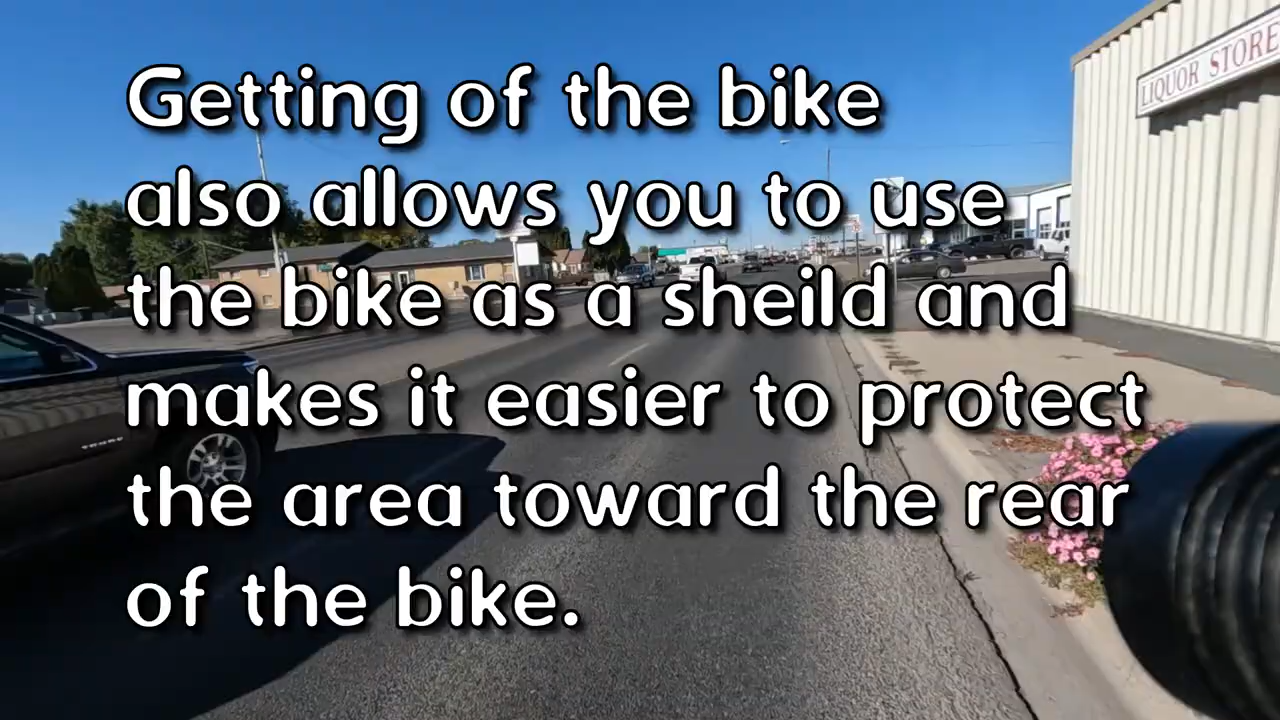 Getting of the bike
also allows you to use
the bike as a sheild and
makes it easier to protect
the area toward the rear
of the bike.
LIQUOR STORE